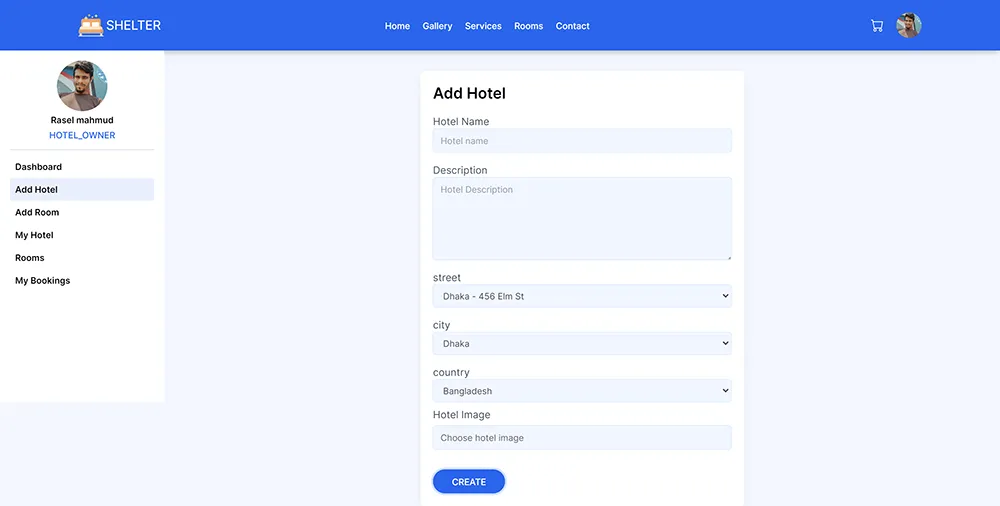 SHELTER
Home Gallery Services Rooms Contact
Rasel mahmud
HOTEL_OWNER
Dashboard
Add Hotel
Add Room
My Hotel
Rooms
My Bookings
Add Hotel
Hotel Name
Hotel name
Description
Hotel Description
street
Dhaka - 456 Elm St
city
Dhaka
country
Bangladesh
Hotel Image
Choose hotel image
CREATE